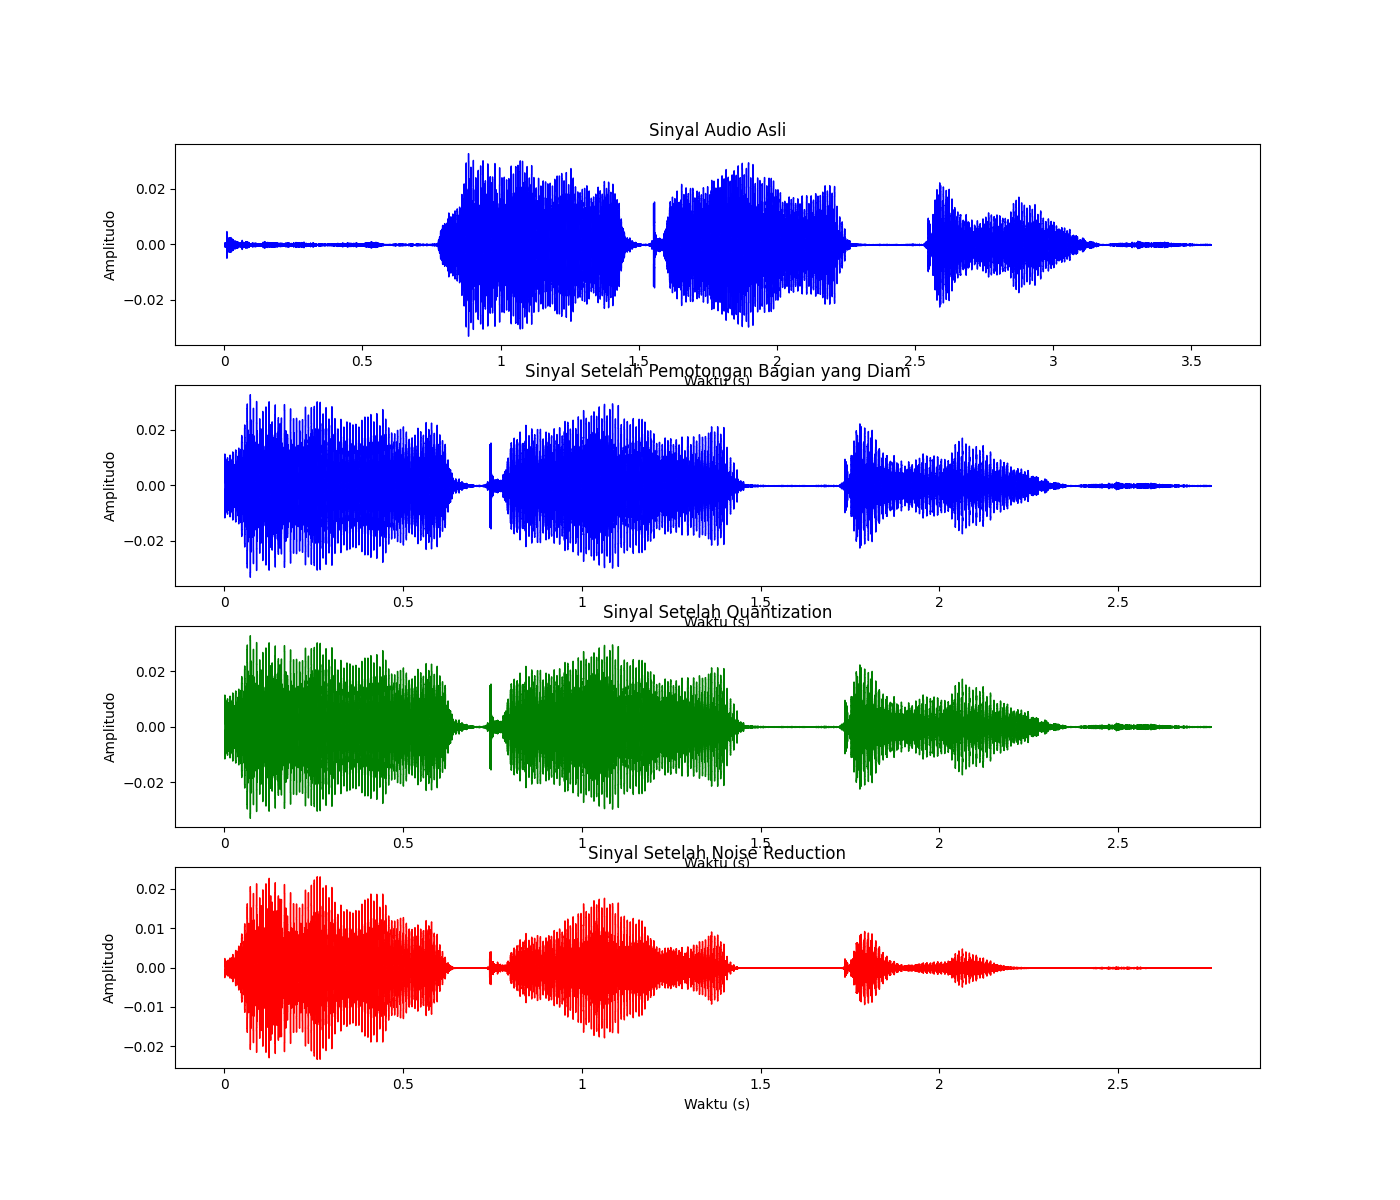 Sinyal Audio Asli
Amplitudo
0.02
0.00
−0.02
0 0.5 1 1.5 2 2.5 3 3.5
Waktu (s)
Sinyal Setelah Pemotongan Bagian yang Diam
Amplitudo
0.02
0.00
−0.02
0 0.5 1 1.5 2 2.5
Waktu (s)
Sinyal Setelah Quantization
Amplitudo
0.02
0.00
−0.02
0 0.5 1 1.5 2 2.5
Waktu (s)
Sinyal Setelah Noise Reduction
Amplitudo
0.02
0.01
0.00
−0.01
−0.02
0 0.5 1 1.5 2 2.5
Waktu (s)